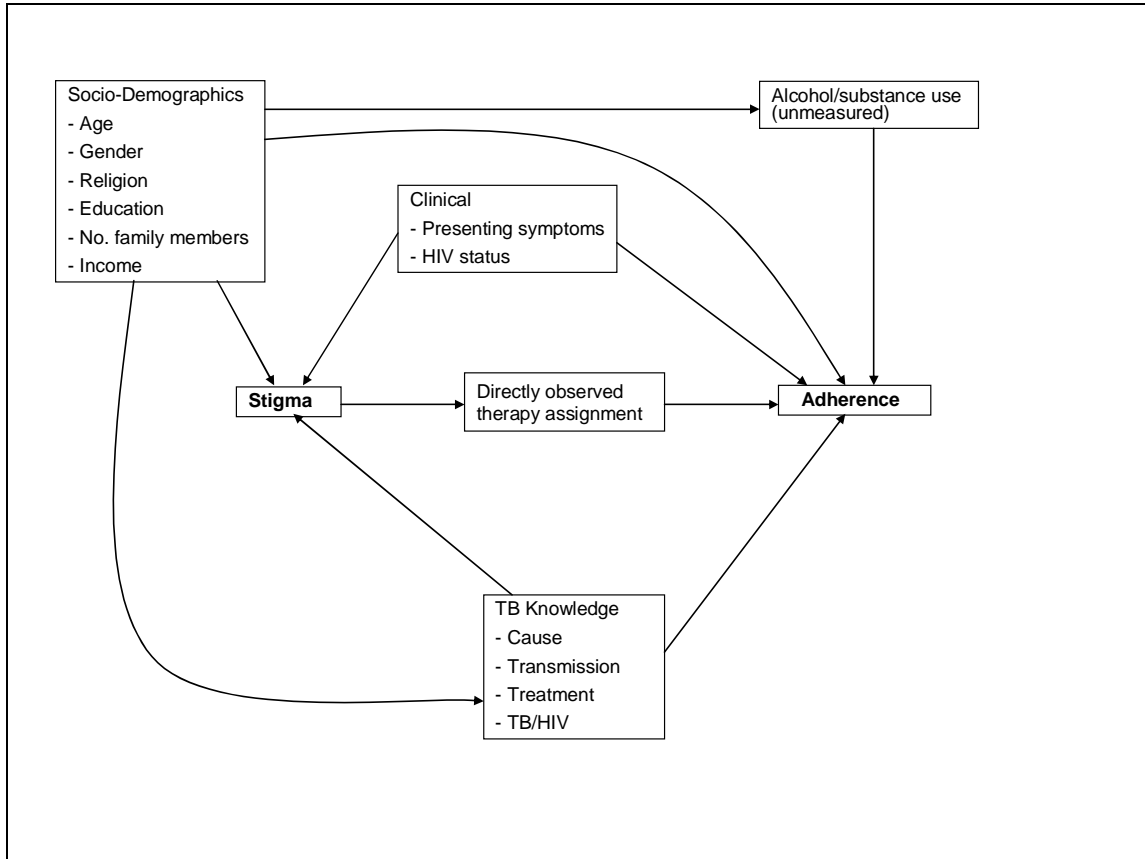 Socio-Demographics
- Age
- Gender
- Religion
- Education
- No. family members
- Income
Alcohol/substance use
(unmeasured)
Clinical
- Presenting symptoms
- HIV status
Stigma
Directly observed
therapy assignment
Adherence
TB Knowledge
- Cause
- Transmission
- Treatment
- TB/HIV